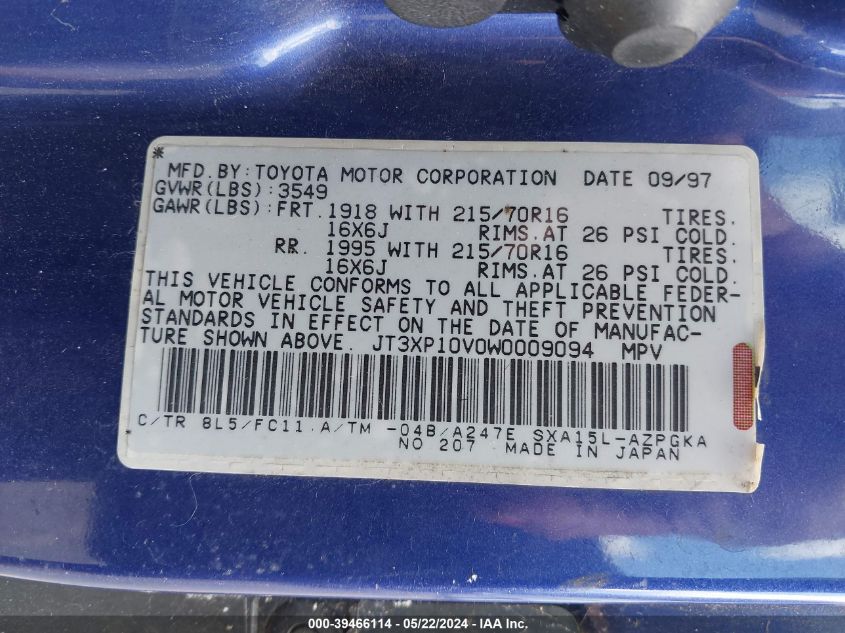 *
MFD.BY:TOYOTA MOTOR CORPORATION DATE 09/97
GVWR(LBS):3549
GAWR(LBS):FRT.1918 WITH 215/70R16 TIRES.
16X6J RIMS.AT 26 PSI COLD.
RR. 1995 WITH 215/70R16 TIRES.
16X6J RIMS.AT 26 PSI COLD.
THIS VEHICLE CONFORMS TO ALL APPLICABLE FEDER-
AL MOTOR VEHICLE SAFETY AND THEFT PREVENTION
STANDARDS IN EFFECT ON THE DATE OF MANUFAC-
TURE SHOWN ABOVE. JT3XP10V0W0009094 MPV
C/TR 8L5/FC11 A/TM -04B/A247E SXA15L-AZPGKA
NO 207 MADE IN JAPAN
000-39466114 - 05/22/2024 - IAA Inc.